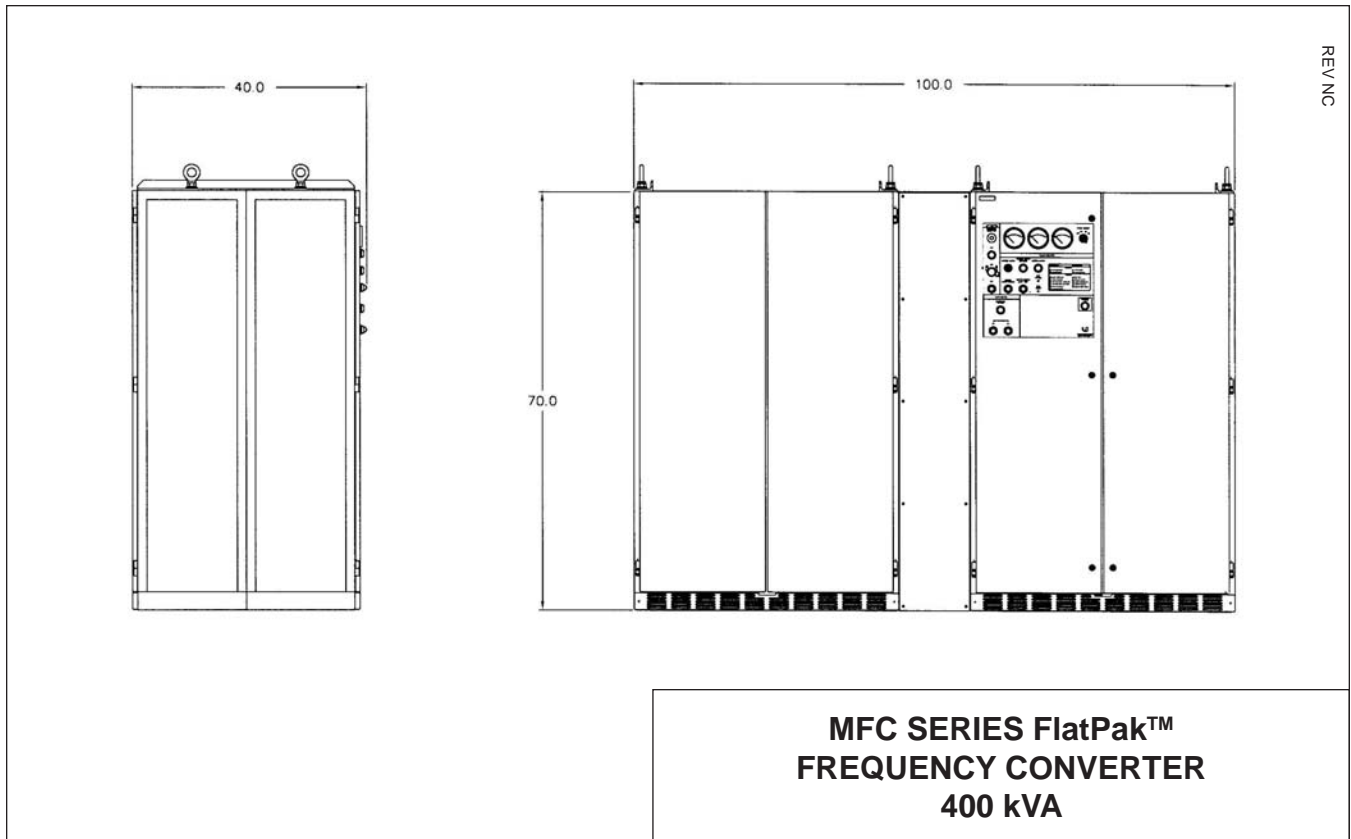 REV NC
40.0
100.0
70.0
MFC SERIES FlatPak™
FREQUENCY CONVERTER
400 kVA